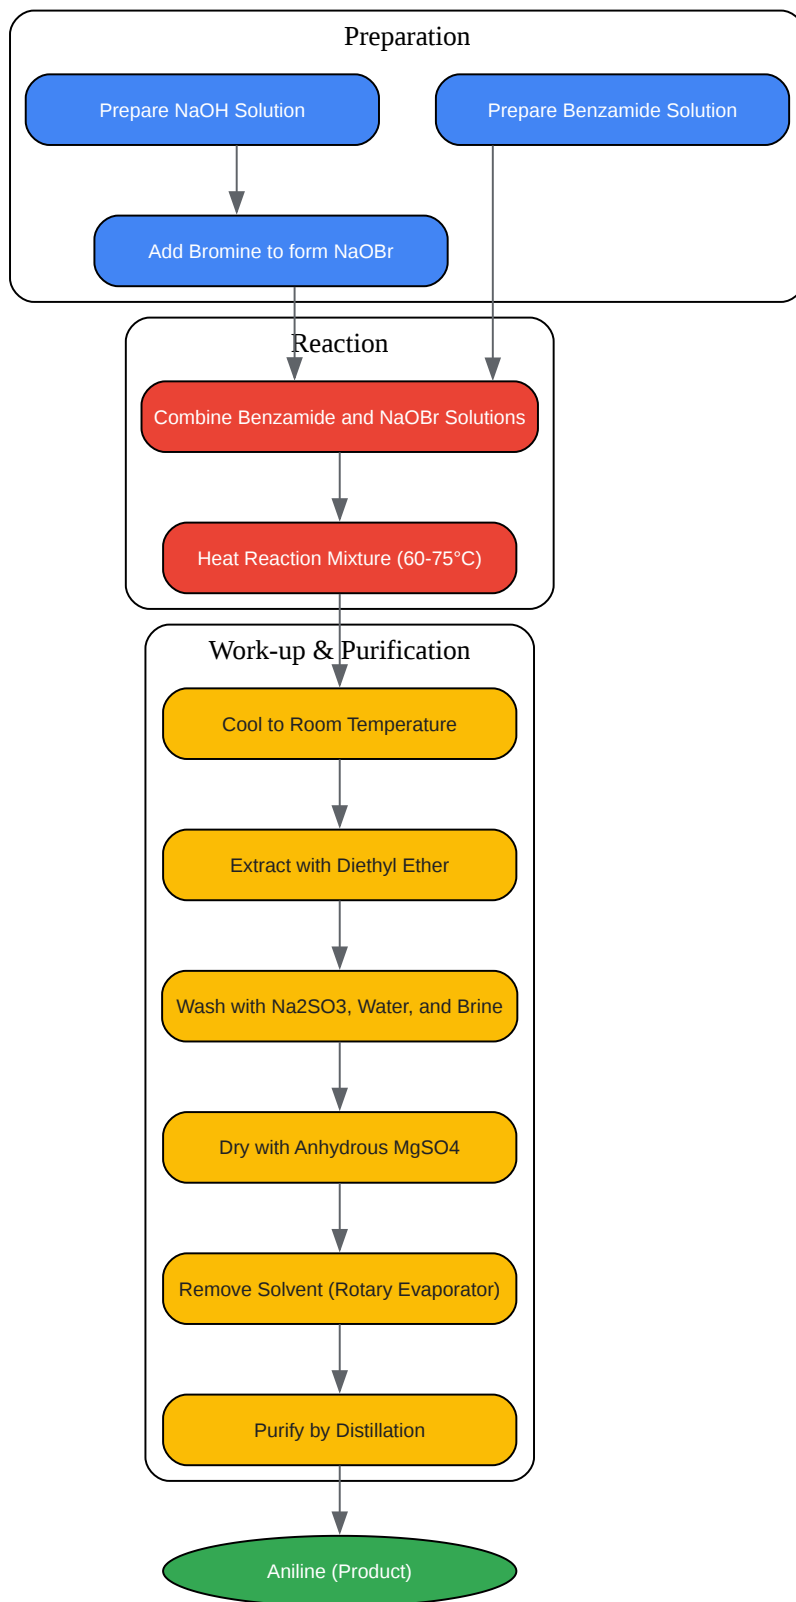 Preparation
Prepare NaOH Solution
Prepare Benzamide Solution
Add Bromine to form NaOBr
Reaction
Combine Benzamide and NaOBr Solutions
Heat Reaction Mixture (60-75°C)
Work-up & Purification
Cool to Room Temperature
Extract with Diethyl Ether
Wash with Na2SO3, Water, and Brine
Dry with Anhydrous MgSO4
Remove Solvent (Rotary Evaporator)
Purify by Distillation
Aniline (Product)